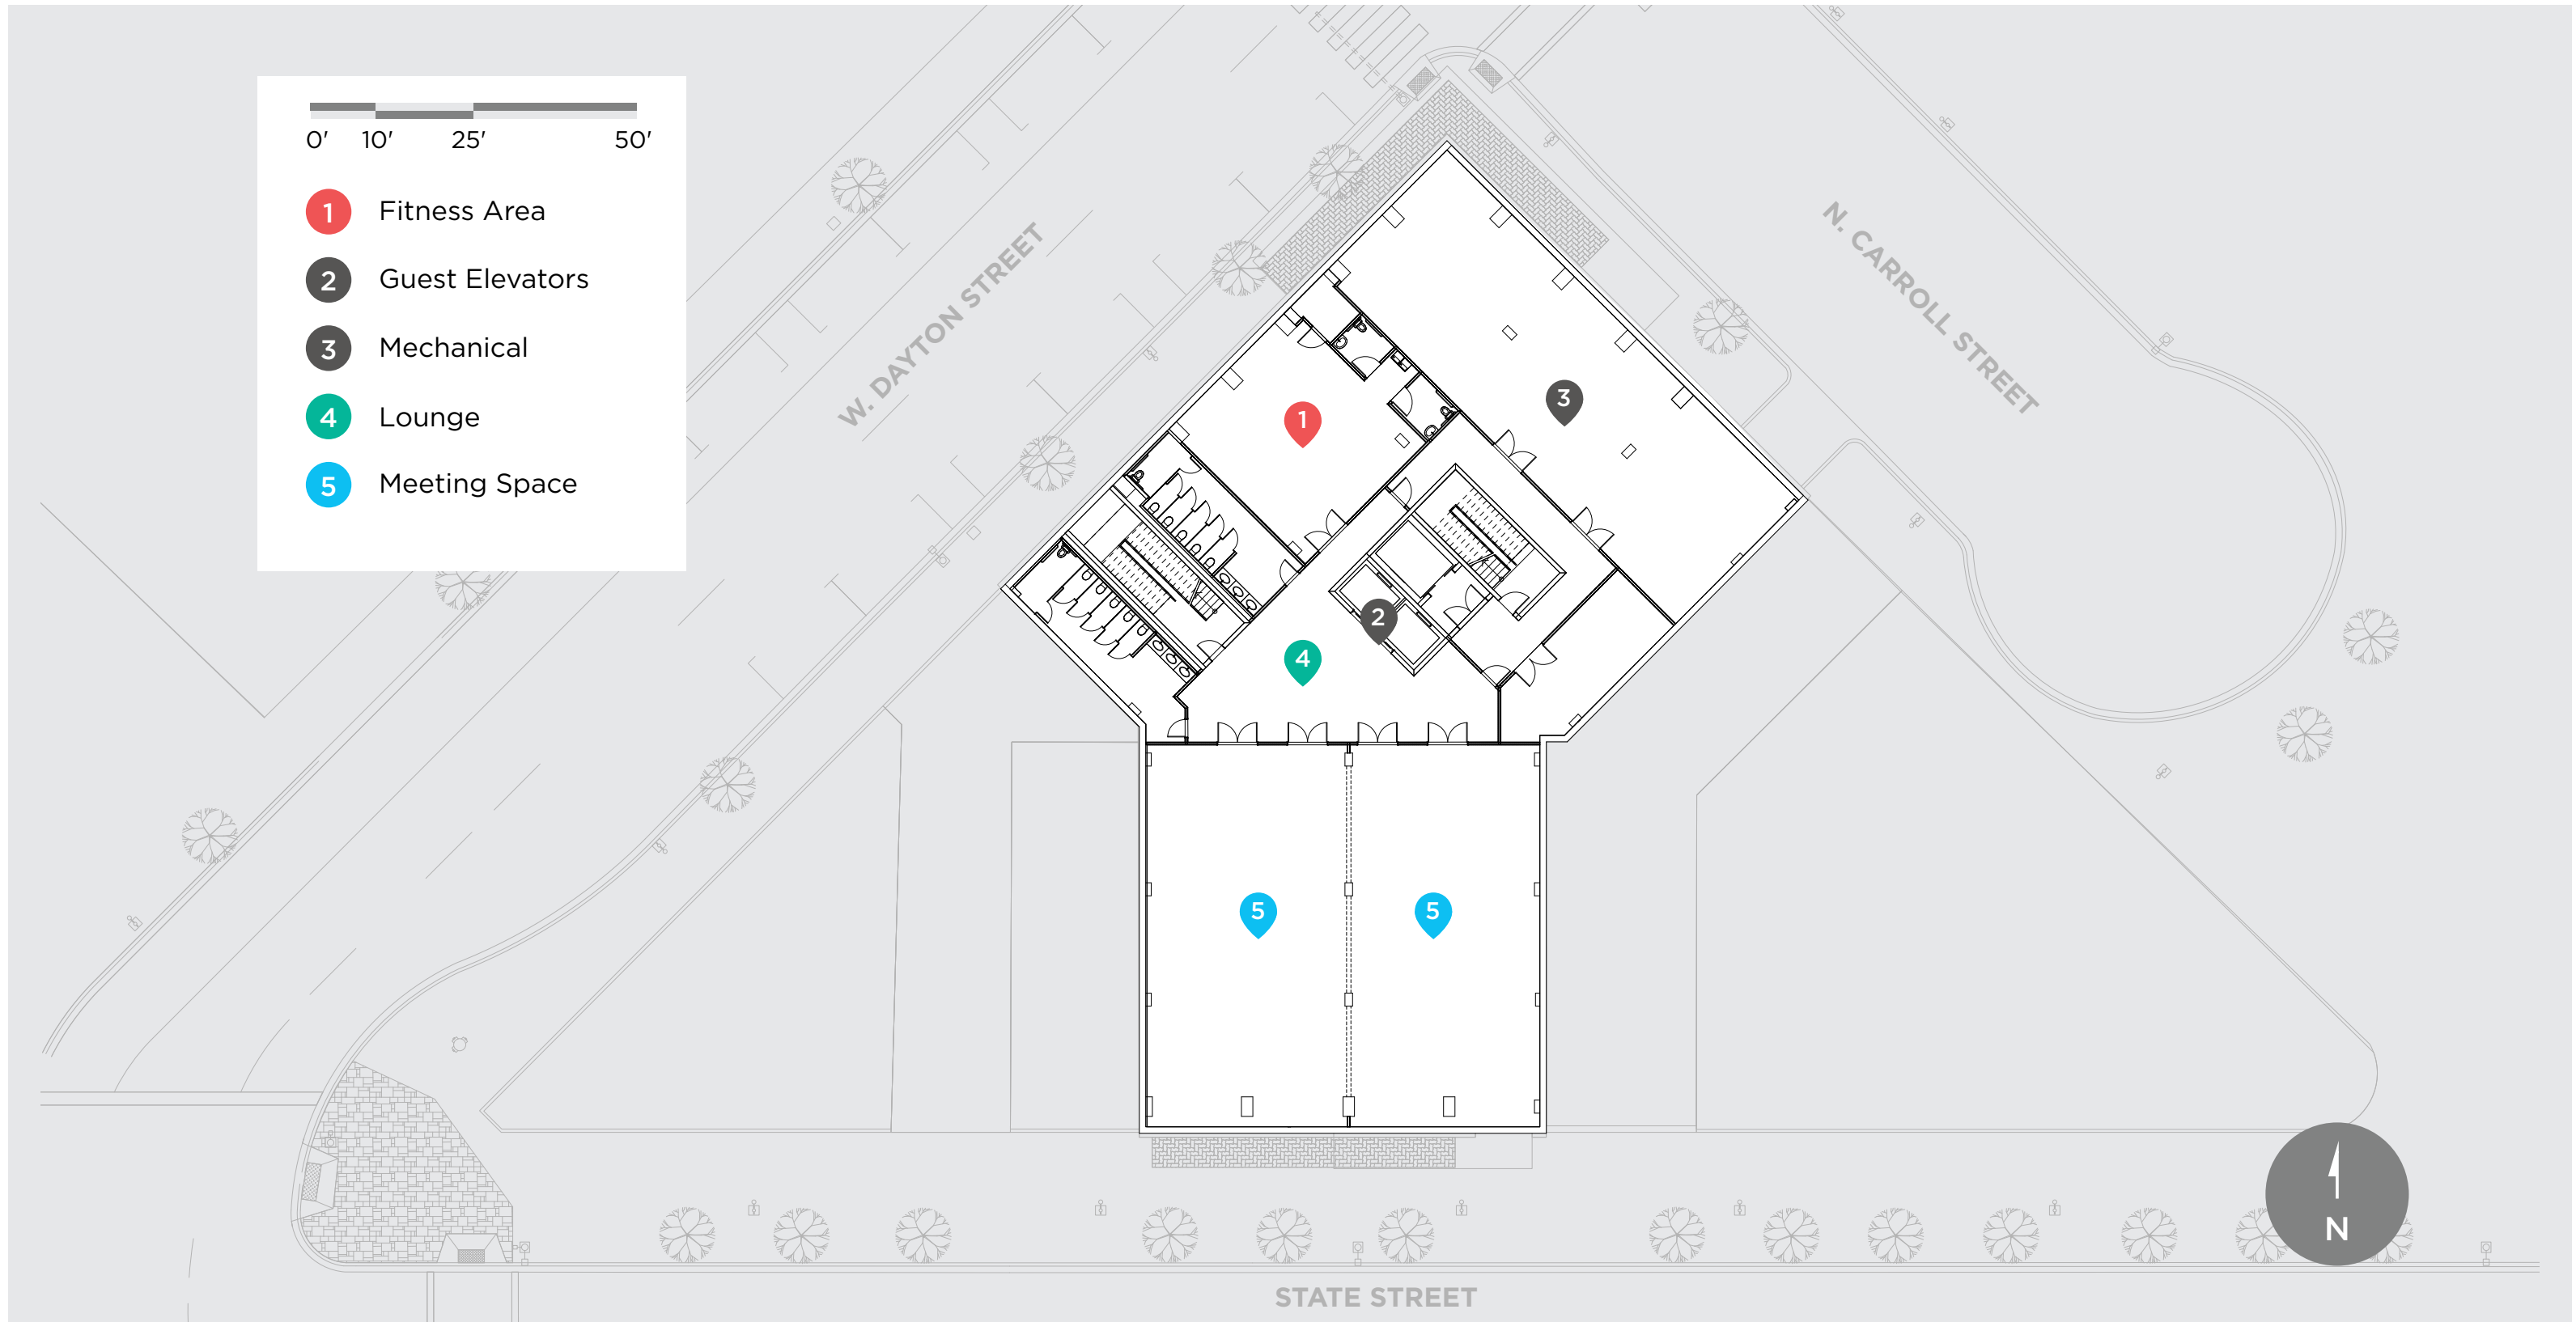 0' 10' 25' 50'
1 Fitness Area
2 Guest Elevators
3 Mechanical
4 Lounge
5 Meeting Space
W. DAYTON STREET
N. CARROLL STREET
3
1
2
4
5 5
N
STATE STREET